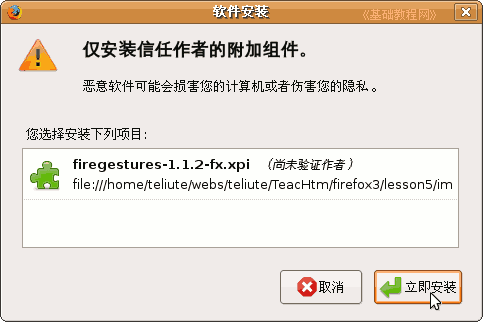 软件安装
《基础教程网》
仅安装信任作者的附加组件。
恶意软件可能会损害您的计算机或者伤害您的隐私。
您选择安装下列项目:
firegestures-1.1.2-fx.xpi （尚未验证作者）
file:///home/teliute/webs/teliute/TeacHtm/firefox3/lesson5/im
取消
立即安装